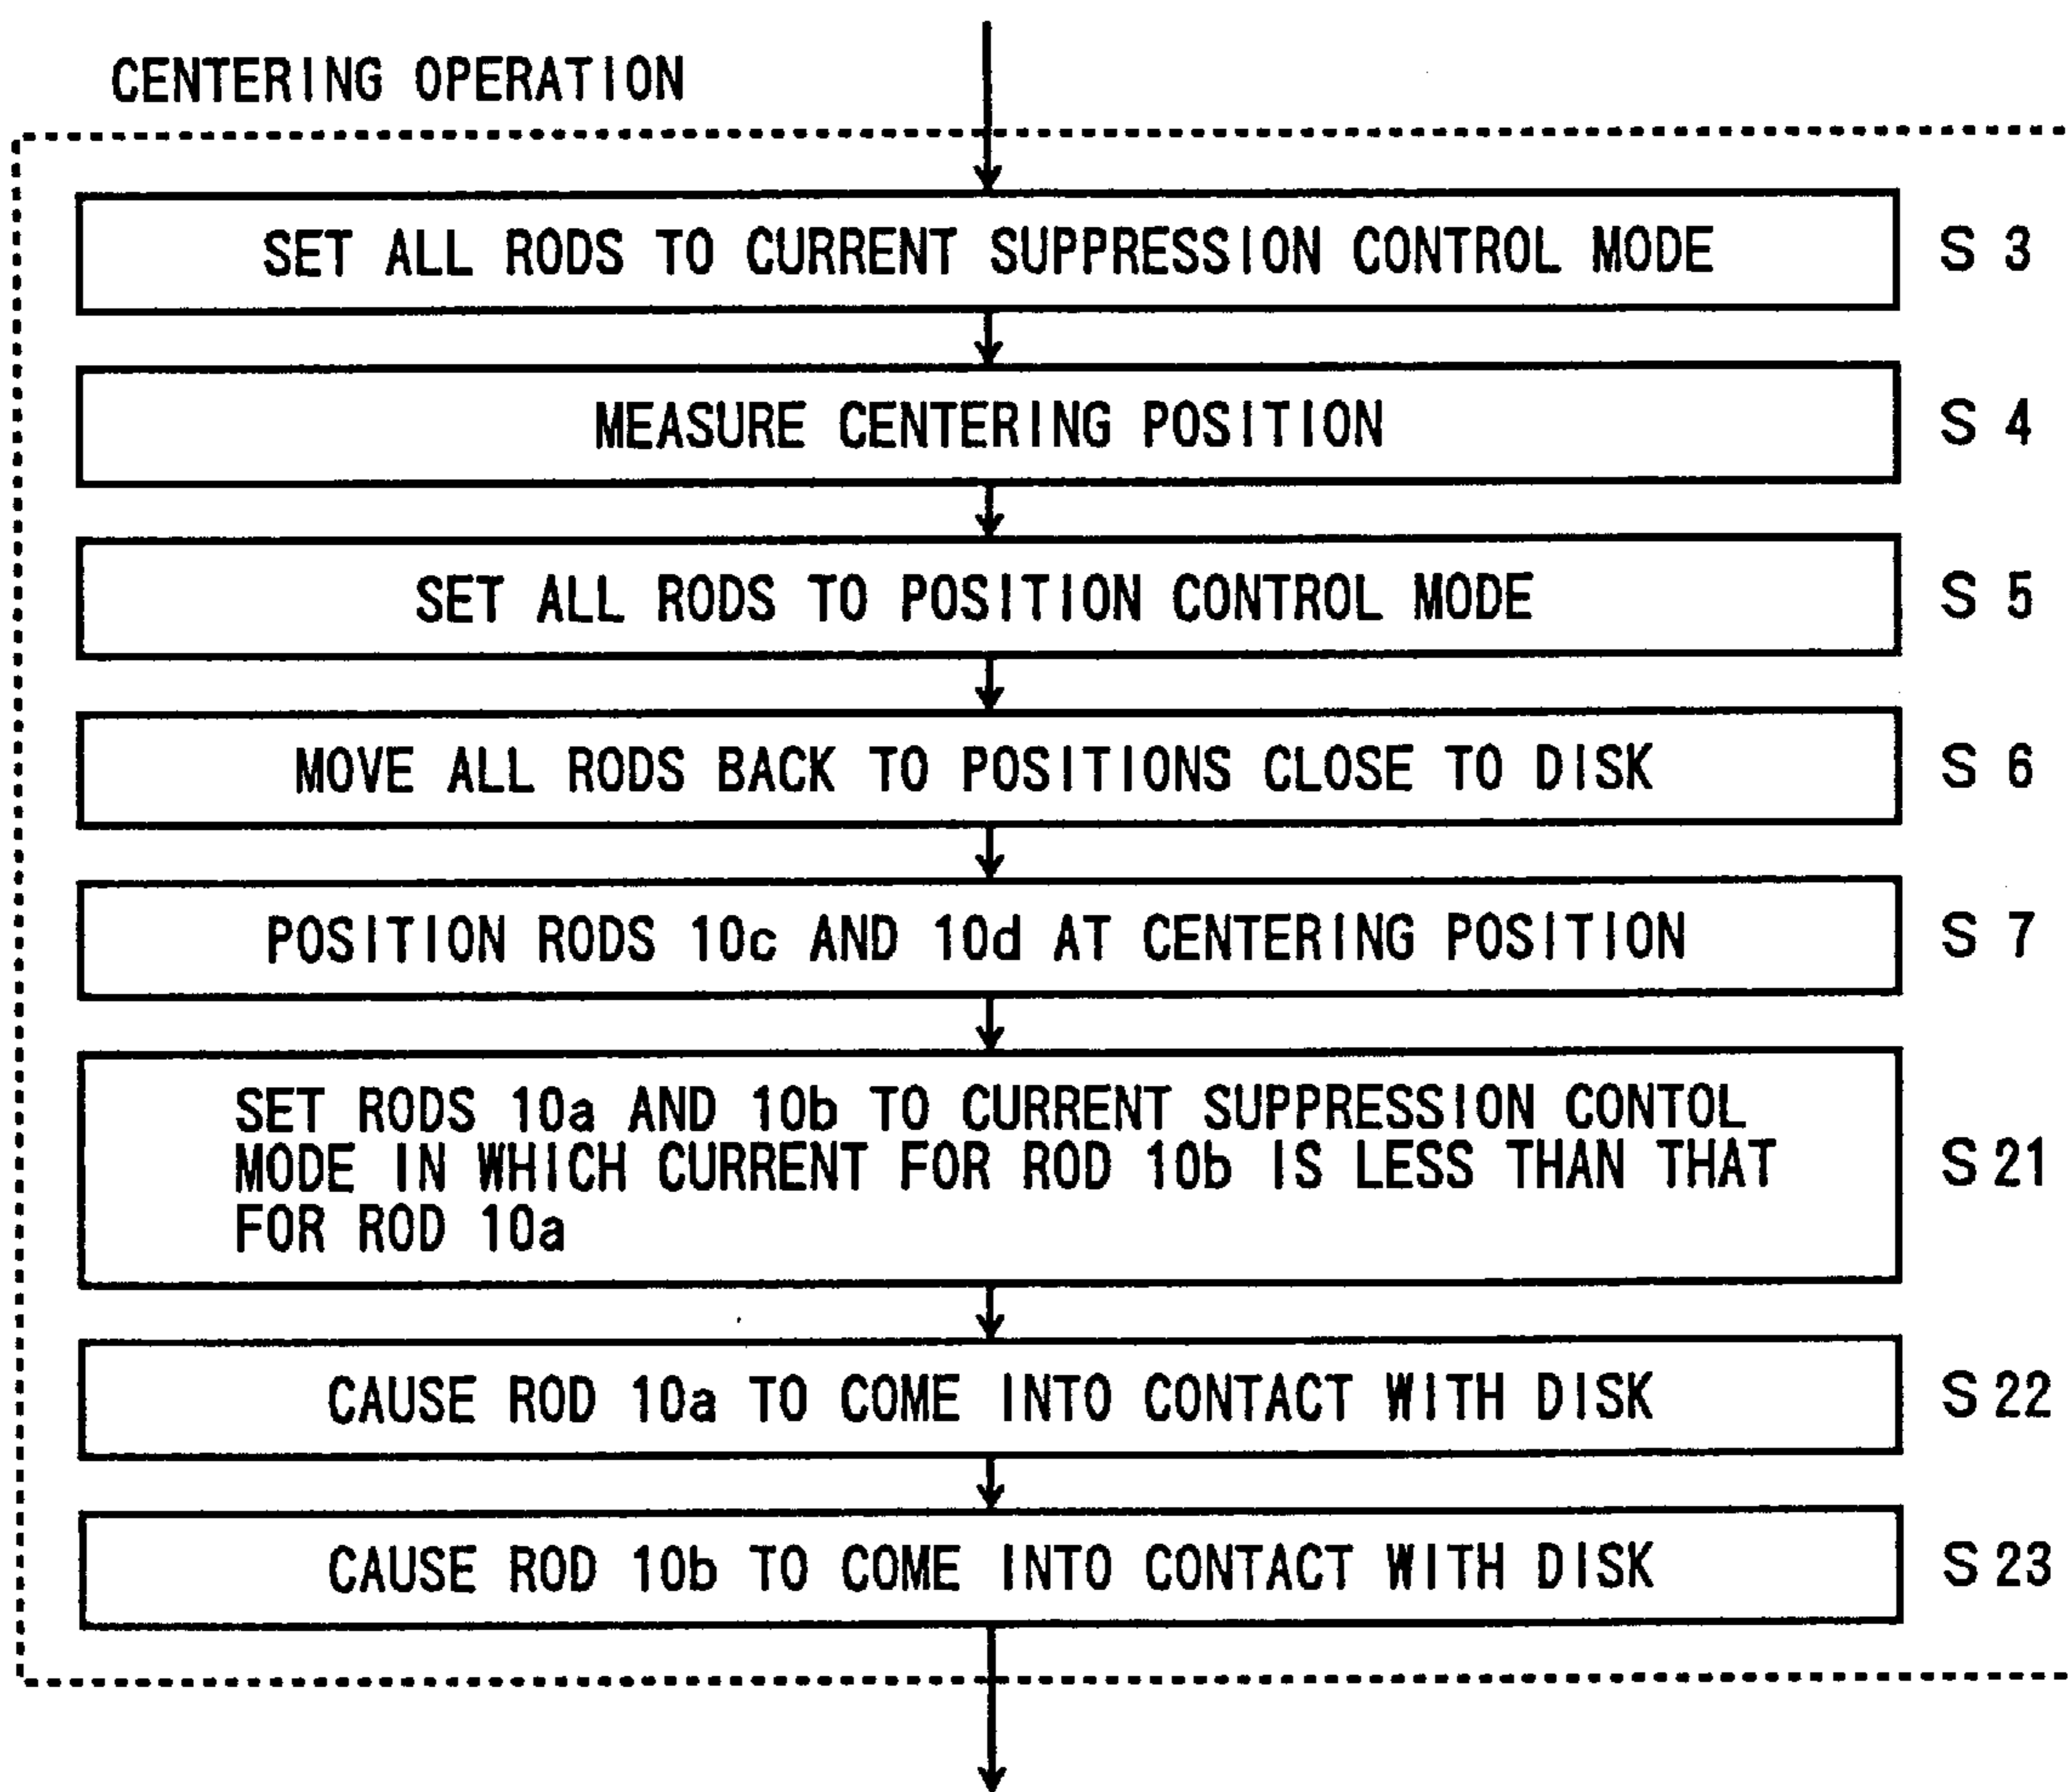 CENTERING OPERATION
SET ALL RODS TO CURRENT SUPPRESSION CONTROL MODE S 3
MEASURE CENTERING POSITION S 4
SET ALL RODS TO POSITION CONTROL MODE S 5
MOVE ALL RODS BACK TO POSITIONS CLOSE TO DISK S 6
POSITION RODS 10c AND 10d AT CENTERING POSITION S 7
SET RODS 10a AND 10b TO CURRENT SUPPRESSION CONTOL
MODE IN WHICH CURRENT FOR ROD 10b IS LESS THAN THAT S 21
FOR ROD 10a
CAUSE ROD 10a TO COME INTO CONTACT WITH DISK S 22
CAUSE ROD 10b TO COME INTO CONTACT WITH DISK S 23